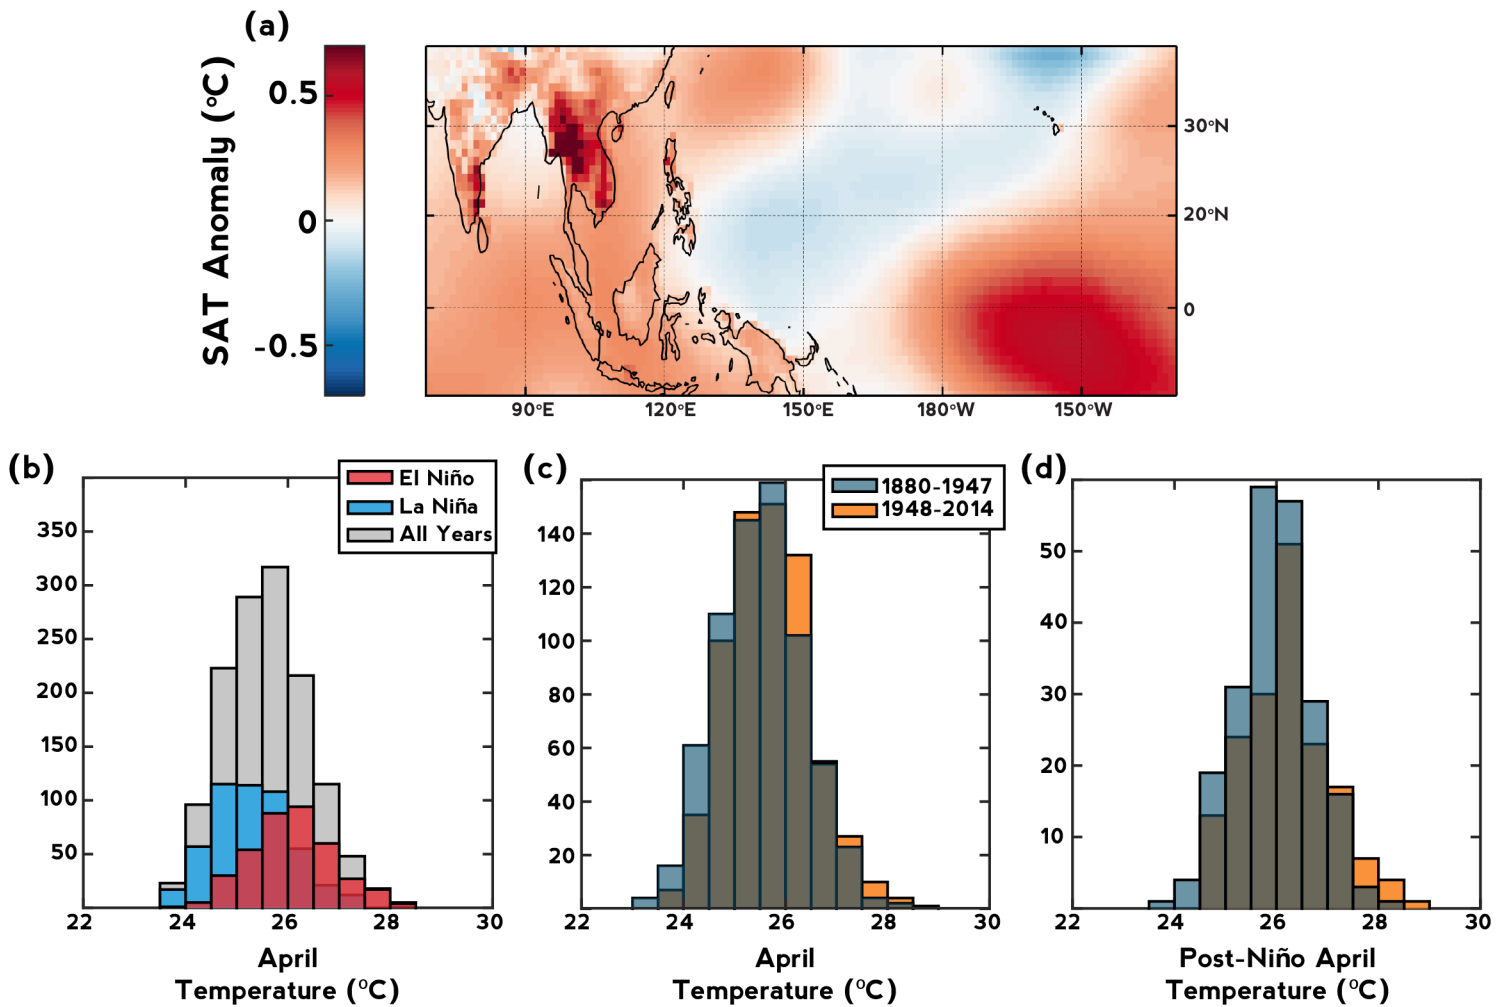 (a)
SAT Anomaly (°C)
0.5
0
-0.5
30°N
20°N
0
90°E
120°E
150°E
180°W
150°W
(b)
El Niño
La Niña
All Years
350
300
250
200
150
100
50
22
24
26
28
30
April
Temperature (°C)
(c)
1880-1947
1948-2014
140
120
100
80
60
40
20
22
24
26
28
30
April
Temperature (°C)
(d)
50
40
30
20
10
22
24
26
28
30
Post-Niño April
Temperature (°C)